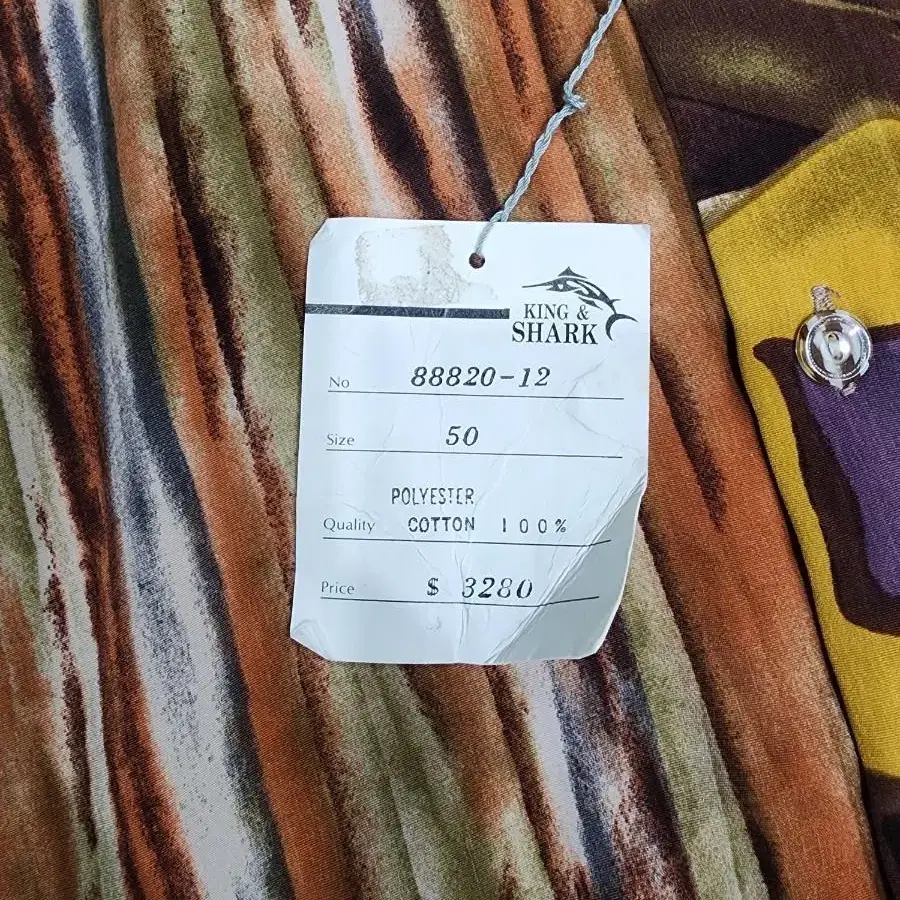 KING &
SHARK
No 88820-12
Size 50
POLYESTER
Quality COTTON 100%
Price $ 3280